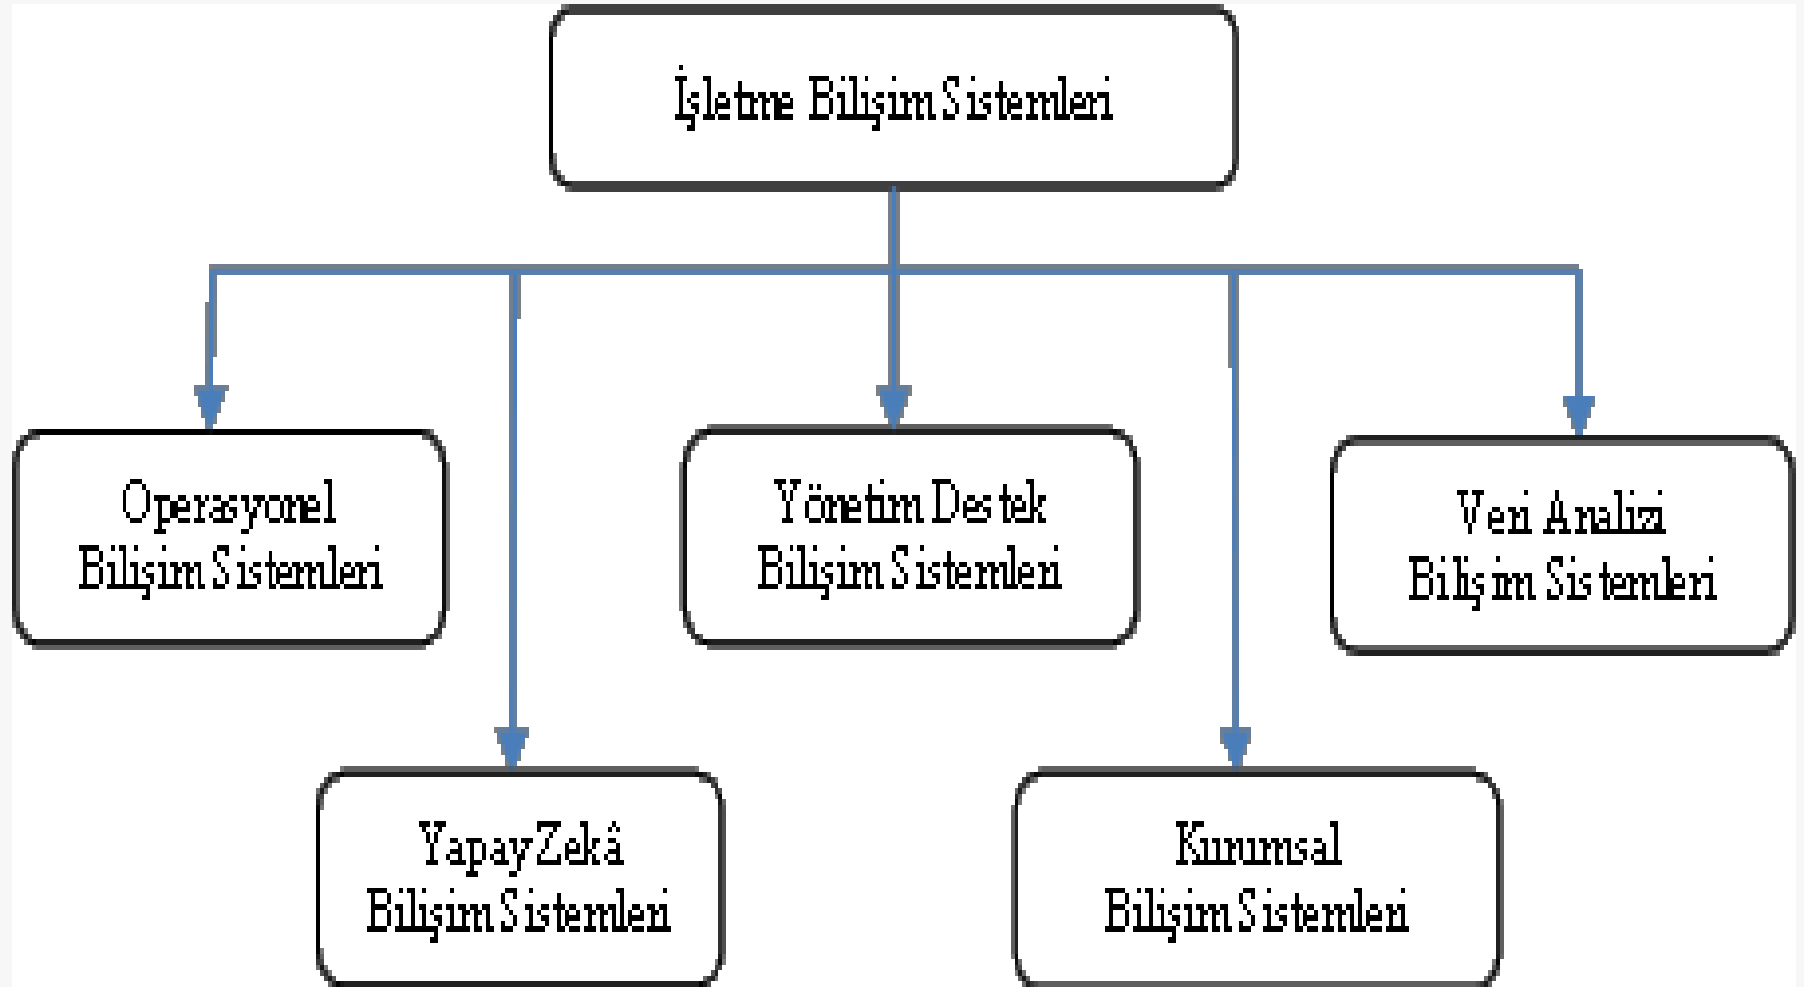 İşletme Bilişim Sistemleri
Operasyonel
Bilişim Sistemleri
Yönetim Destek
Bilişim Sistemleri
Veri Analizi
Bilişim Sistemleri
Yapay Zekâ
Bilişim Sistemleri
Kurumsal
Bilişim Sistemleri